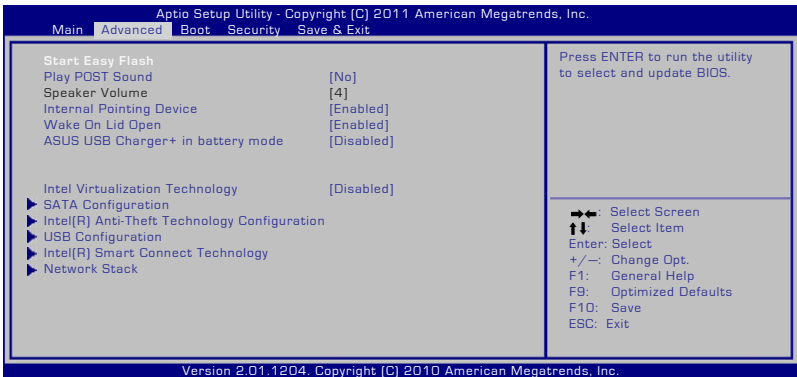 Aptio Setup Utility - Copyright (C) 2011 American Megatrends, Inc.
Main Advanced Boot Security Save & Exit
Start Easy Flash
Play POST Sound [No]
Speaker Volume [4]
Internal Pointing Device [Enabled]
Wake On Lid Open [Enabled]
ASUS USB Charger+ in battery mode [Disabled]
Intel Virtualization Technology [Disabled]
SATA Configuration
Intel(R) Anti-Theft Technology Configuration
USB Configuration
Intel(R) Smart Connect Technology
Network Stack
Press ENTER to run the utility
to select and update BIOS.
→←: Select Screen
↑↓: Select Item
Enter: Select
+/—: Change Opt.
F1: General Help
F9: Optimized Defaults
F10: Save
ESC: Exit
Version 2.01.1204. Copyright (C) 2010 American Megatrends, Inc.